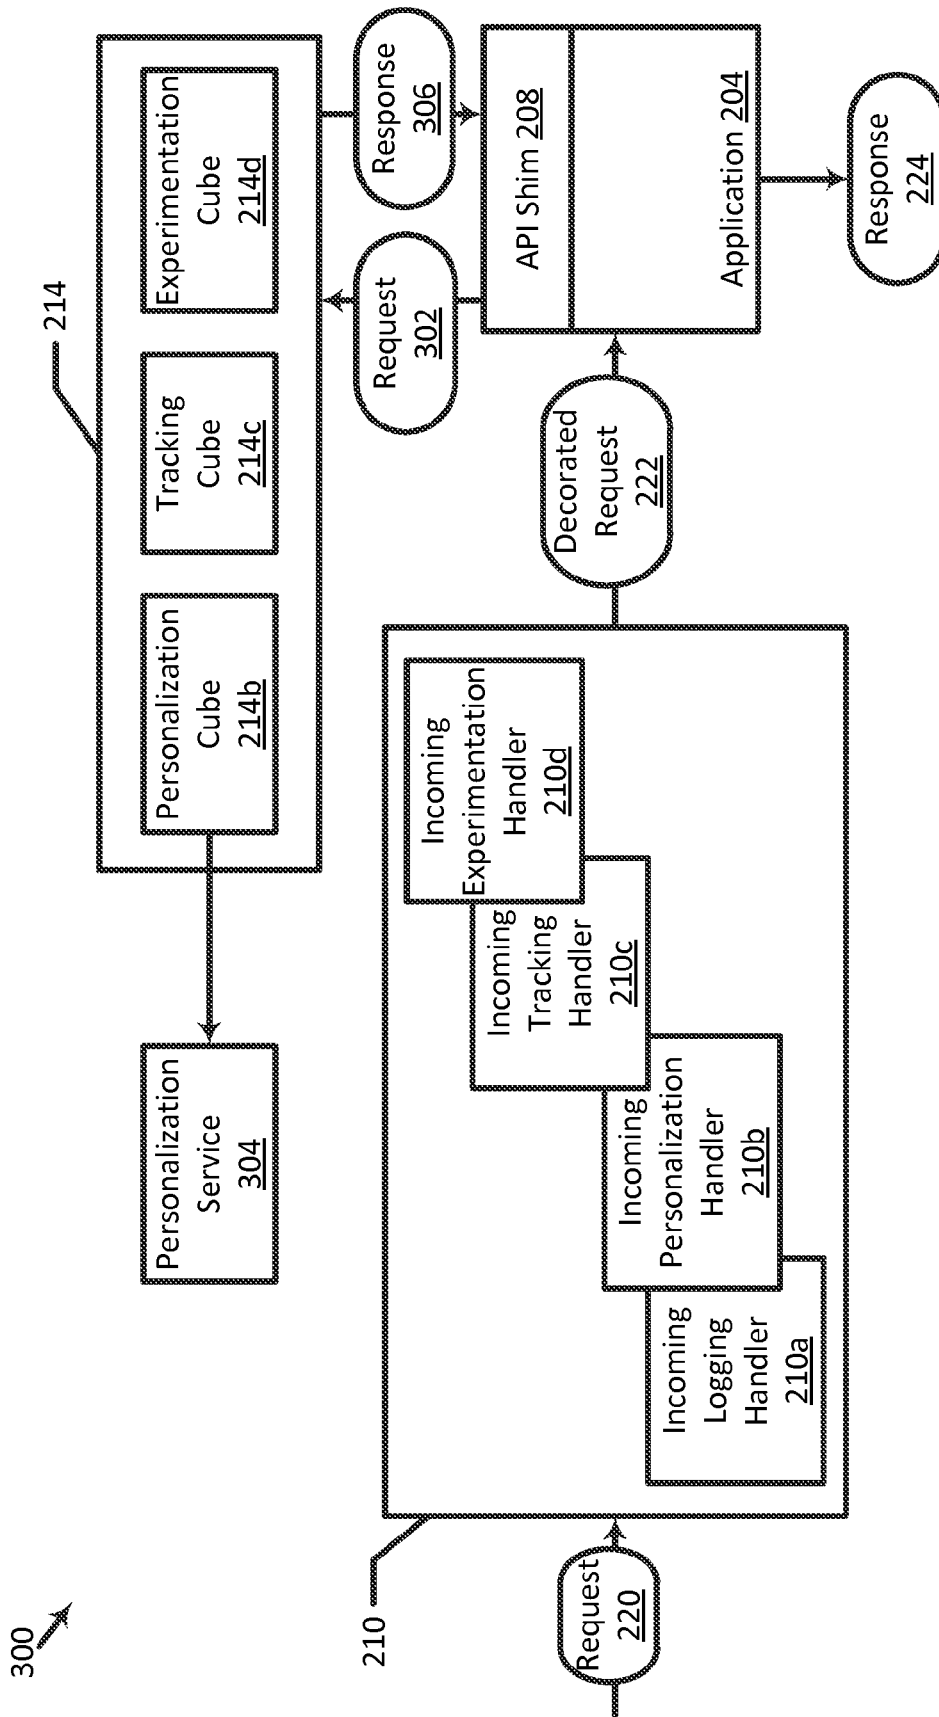 300
214
Personalization
Service
304
Personalization
Cube
214b
Tracking
Cube
214c
Experimentation
Cube
214d
Request
302
Response
306
210
Request
220
Incoming
Logging
Handler
210a
Incoming
Personalization
Handler
210b
Incoming
Tracking
Handler
210c
Incoming
Experimentation
Handler
210d
Decorated
Request
222
API Shim 208
Application 204
Response
224